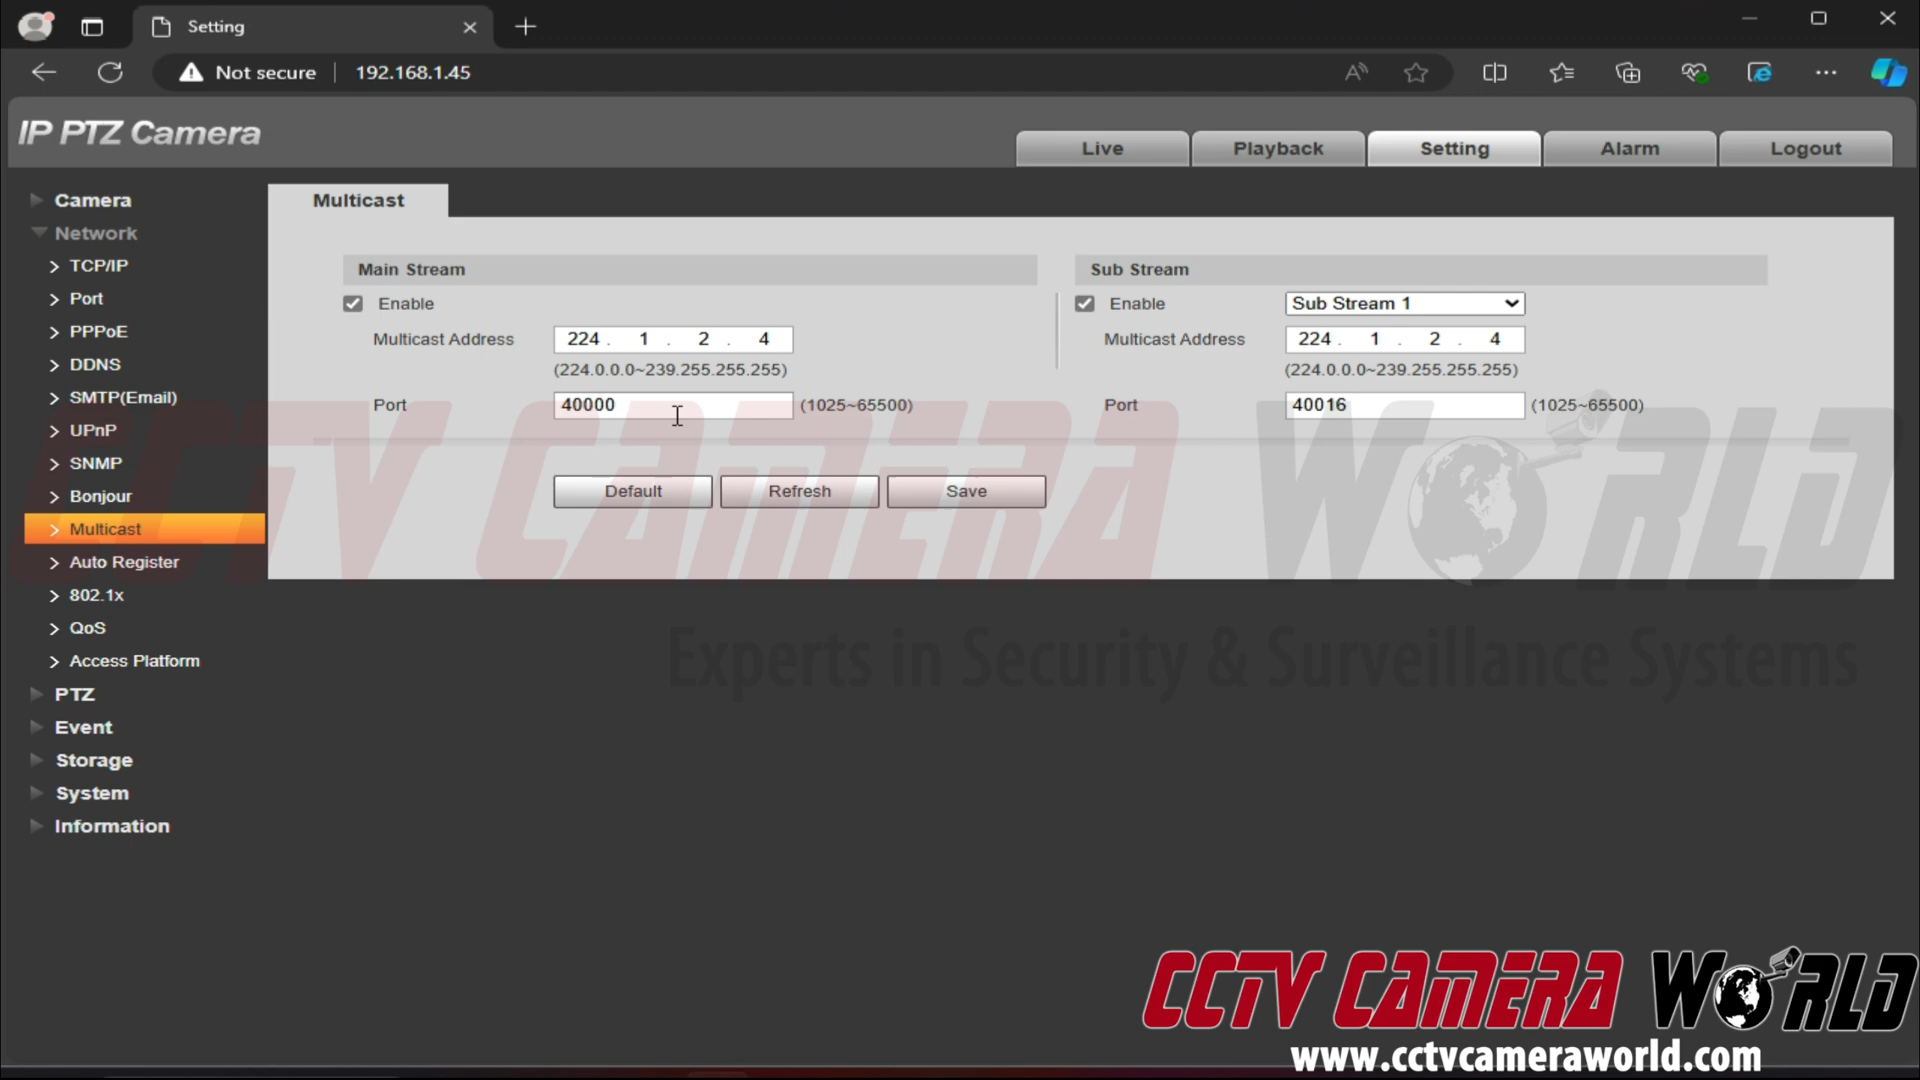 Setting
Not secure
192.168.1.45
IP PTZ Camera
Live
Playback
Setting
Alarm
Logout
Camera
Network
TCP/IP
Port
PPPoE
DDNS
SMTP(Email)
UPnP
SNMP
Bonjour
Multicast
Auto Register
802.1x
QoS
Access Platform
PTZ
Event
Storage
System
Information
Multicast
Main Stream
Enable
Multicast Address 224 . 1 . 2 . 4
(224.0.0.0~239.255.255.255)
Port 40000 (1025~65500)
Sub Stream
Enable Sub Stream 1
Multicast Address 224 . 1 . 2 . 4
(224.0.0.0~239.255.255.255)
Port 40016 (1025~65500)
Default Refresh Save
CCTV CAMERA WORLD
Experts in Security & Surveillance Systems
CCTV CAMERA WORLD
www.cctvcameraworld.com